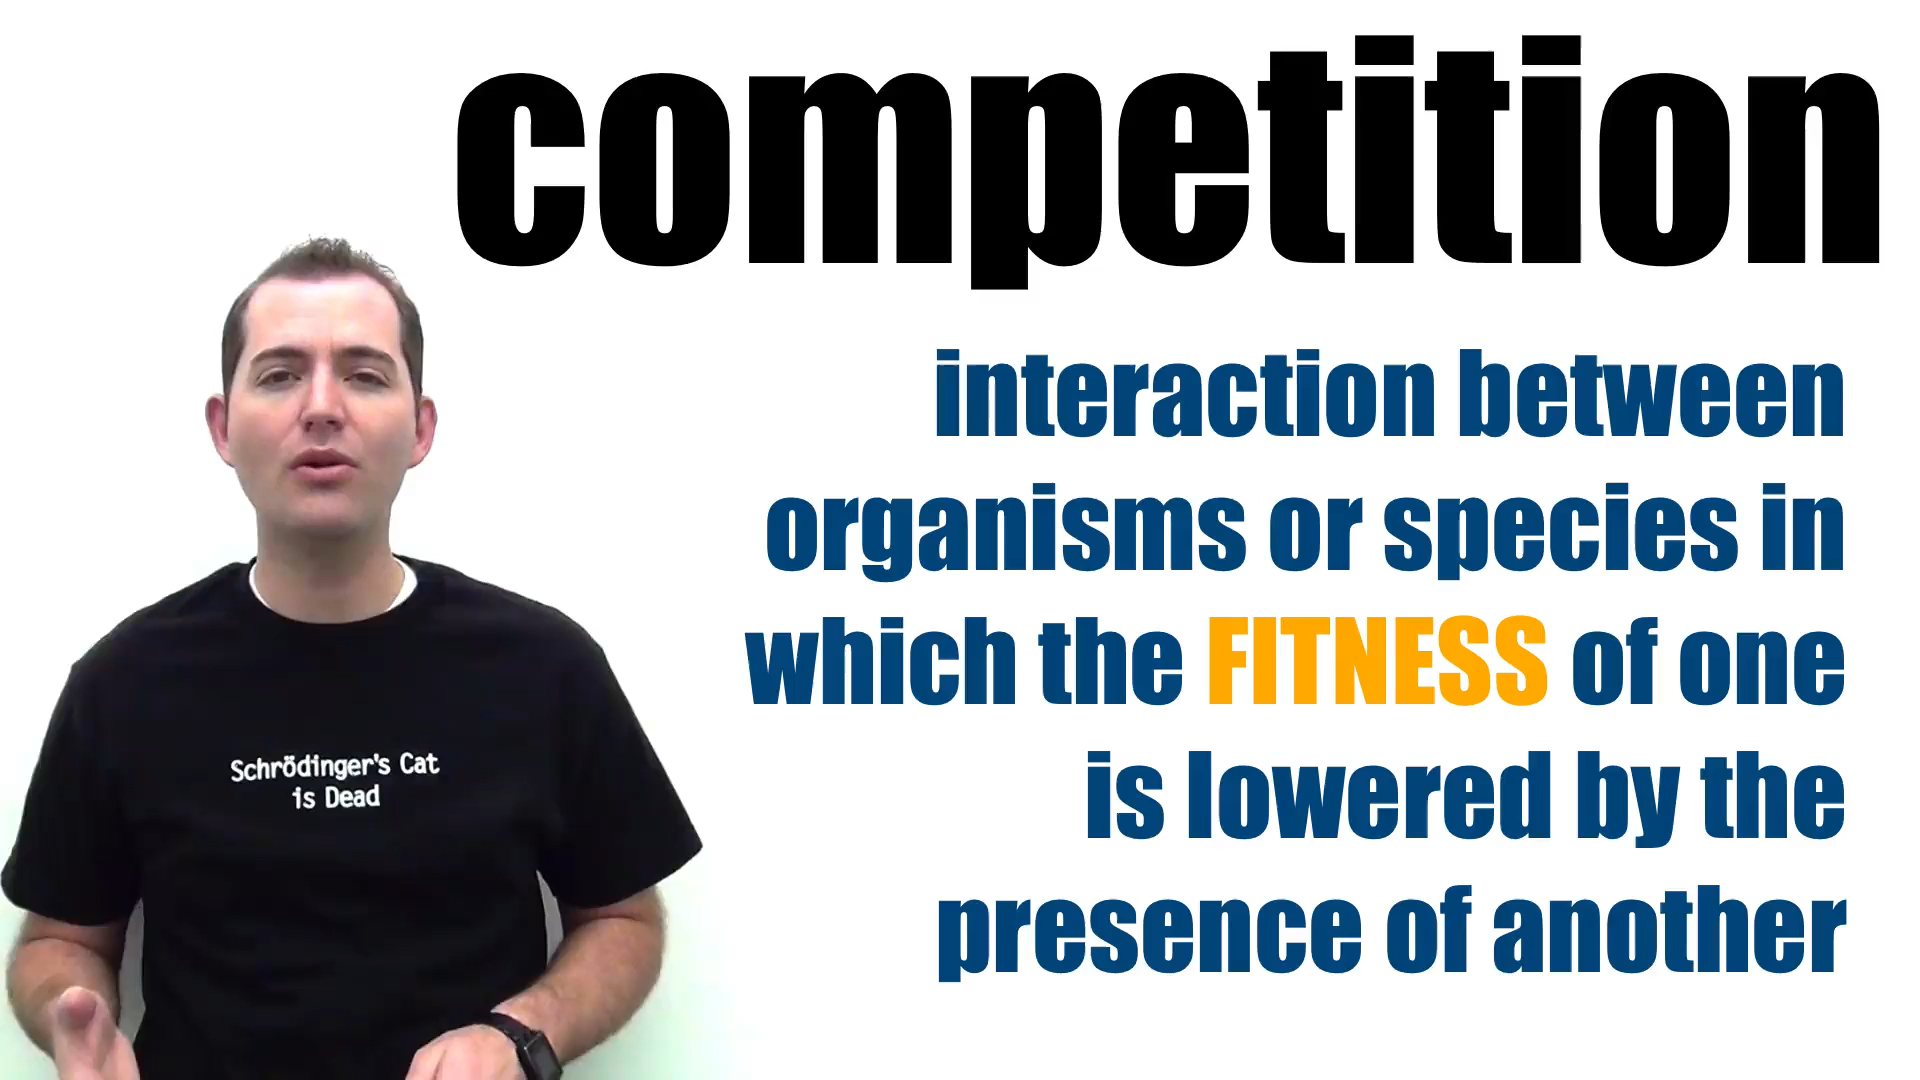 competition
interaction between
organisms or species in
which the FITNESS of one
is lowered by the
presence of another
Schrödinger's Cat
is Dead